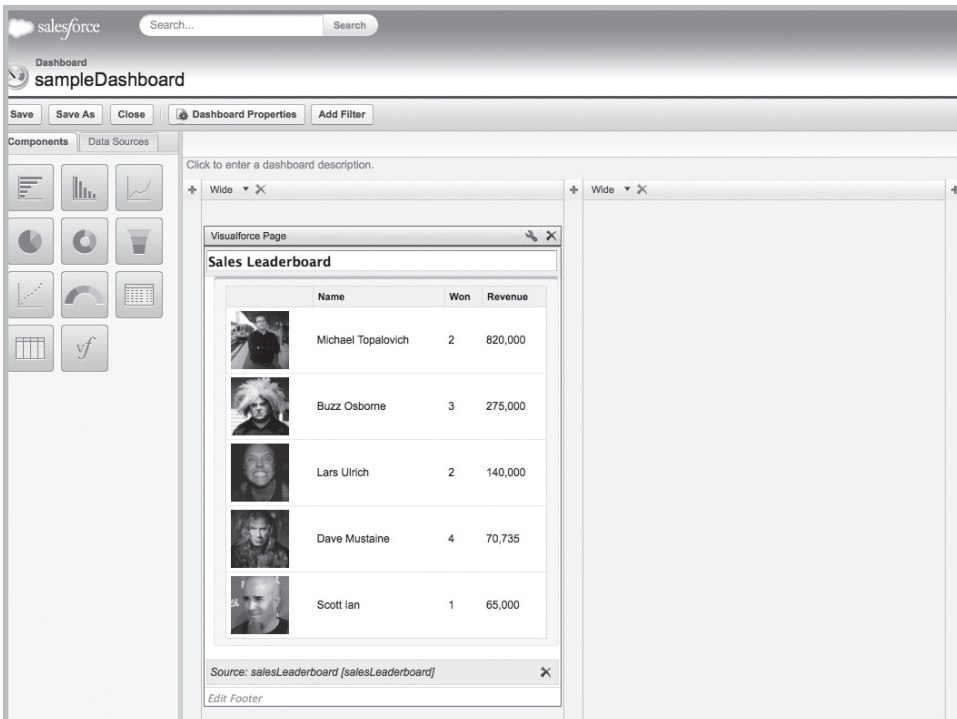 salesforce
Search...
Search
Dashboard
sampleDashboard
Save
Save As
Close
Dashboard Properties
Add Filter
Components
Data Sources
Click to enter a dashboard description.
Wide
Wide
Visualforce Page
Sales Leaderboard
Name Won Revenue
Michael Topalovich 2 820,000
Buzz Osborne 3 275,000
Lars Ulrich 2 140,000
Dave Mustaine 4 70,735
Scott Ian 1 65,000
vf
Source: salesLeaderboard [salesLeaderboard]
Edit Footer